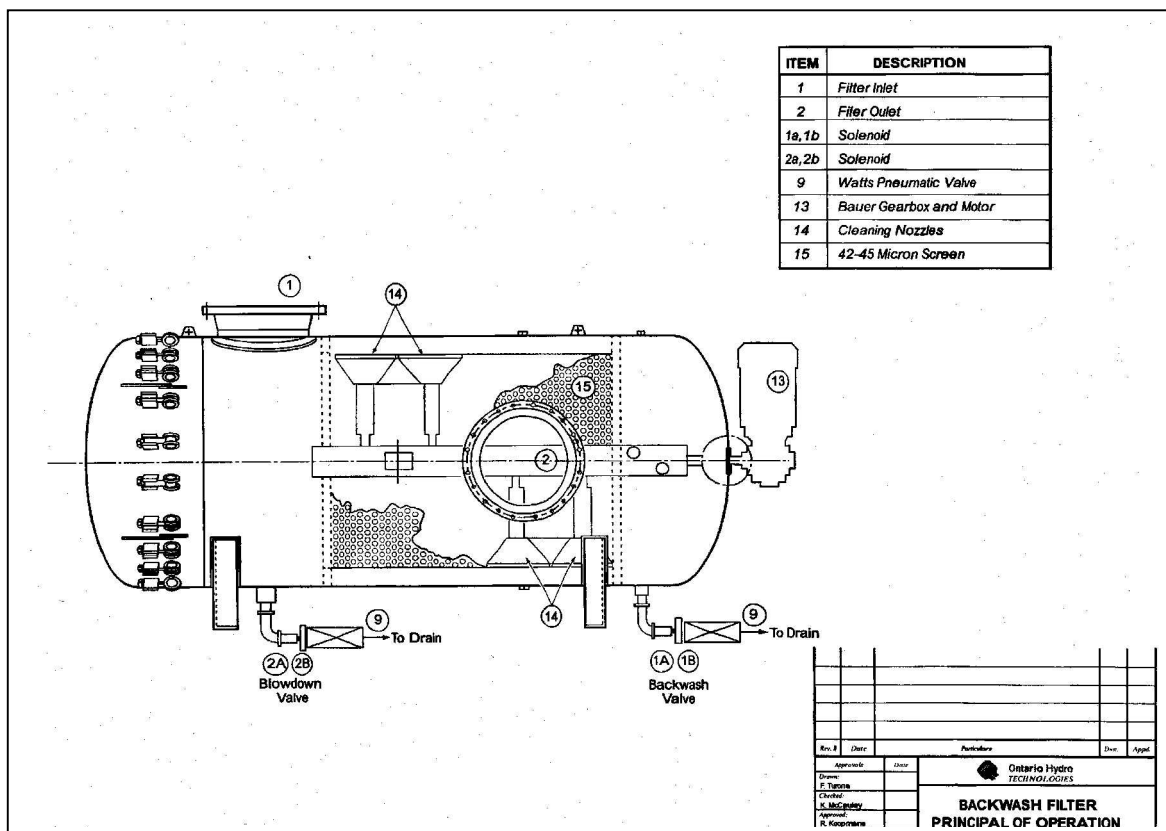 ITEM DESCRIPTION
1 Filter Inlet
2 Filer Oulet
1a,1b Solenoid
2a,2b Solenoid
9 Watts Pneumatic Valve
13 Bauer Gearbox and Motor
14 Cleaning Nozzles
15 42-45 Micron Screen
1
14
13
15
2
14
9
To Drain
2A 2B
Blowdown
Valve
9
To Drain
1A 1B
Backwash
Valve
Rev. # Date Particulars Dwn. Appd.
Approvals Date
Drawn:
F. Turone
Checked:
K. McCauley
Approved:
R. Koopmans
Ontario Hydro
TECHNOLOGIES
BACKWASH FILTER
PRINCIPAL OF OPERATION